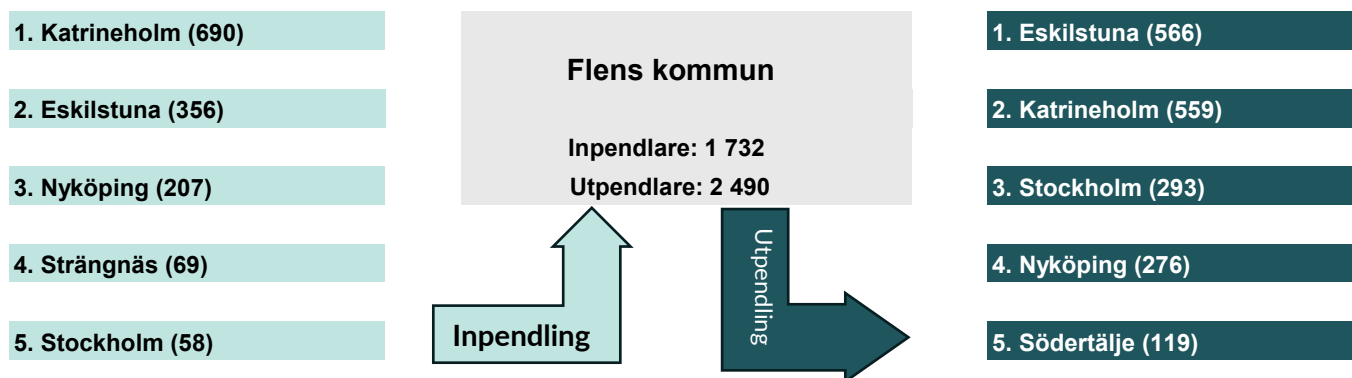 1. Katrineholm (690)
2. Eskilstuna (356)
3. Nyköping (207)
4. Strängnäs (69)
5. Stockholm (58)
Flens kommun
Inpendlare: 1 732
Utpendlare: 2 490
Inpendling
Utpendling
1. Eskilstuna (566)
2. Katrineholm (559)
3. Stockholm (293)
4. Nyköping (276)
5. Södertälje (119)